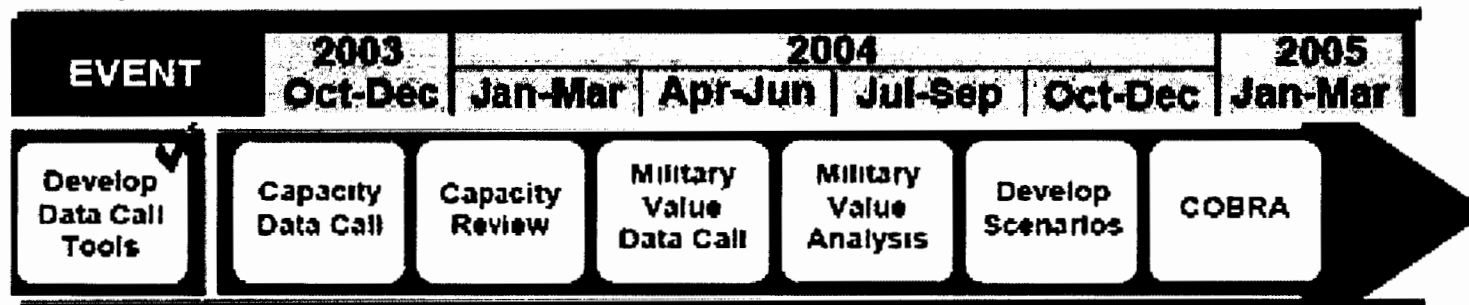 EVENT
2003
2004
2005
Oct-Dec
Jan-Mar
Apr-Jun
Jul-Sep
Oct-Dec
Jan-Mar
Develop
Data Call
Tools
Capacity
Data Call
Capacity
Review
Military
Value
Data Call
Military
Value
Analysis
Develop
Scenarios
COBRA